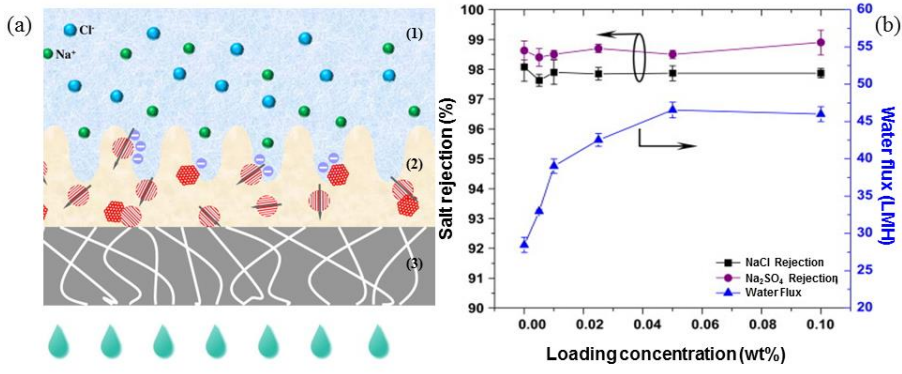 (a)
Cl-
Na+
(1)
(2)
(3)
(b)
Salt rejection (%)
100
99
98
97
96
95
94
93
92
91
90
Water flux (LMH)
60
55
50
45
40
35
30
25
20
NaCl Rejection
Na₂SO₄ Rejection
Water Flux
0.00 0.02 0.04 0.06 0.08 0.10
Loading concentration (wt%)